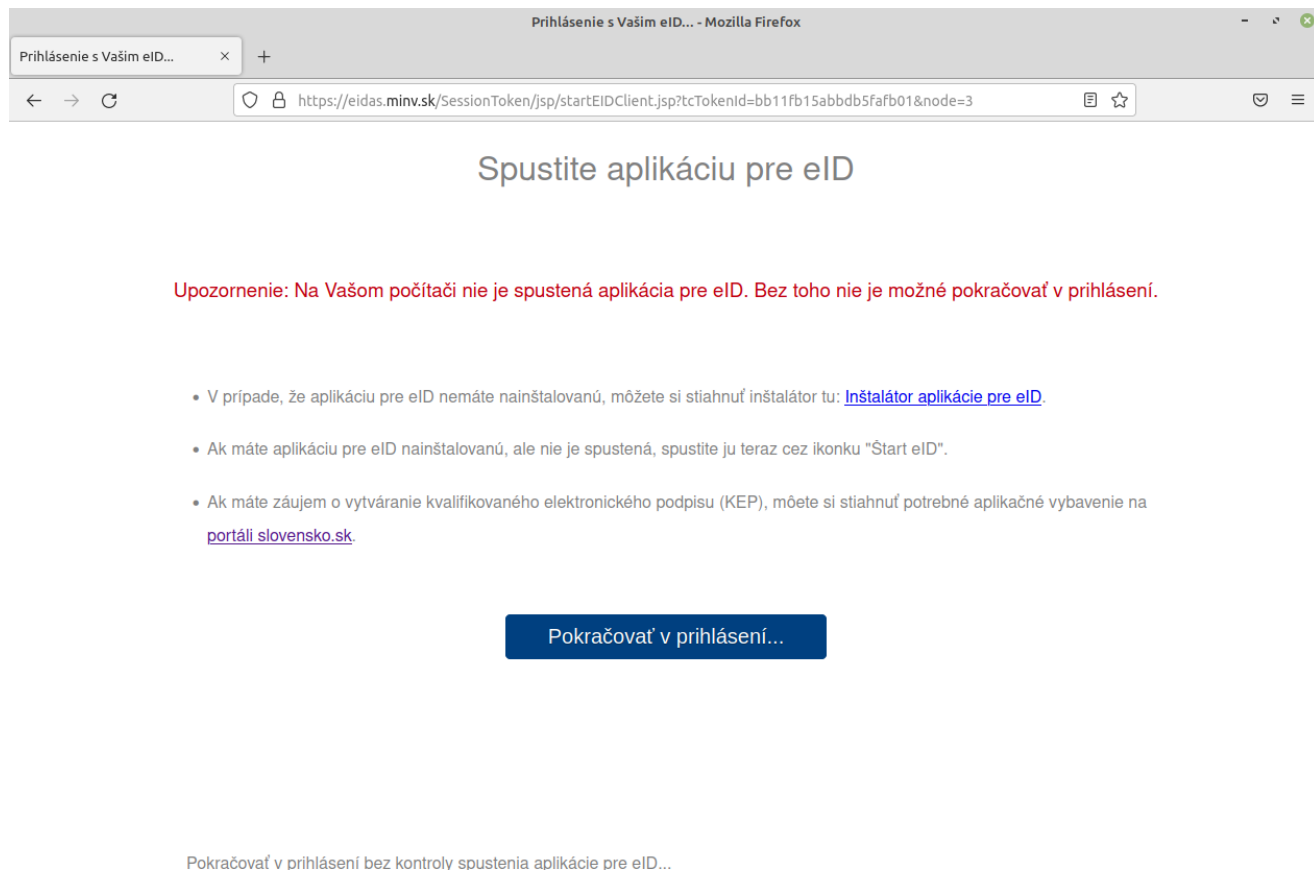 Prihlásenie s Vašim eID... - Mozilla Firefox
Prihlásenie s Vašim eID...
https://eidas.minv.sk/SessionToken/jsp/startEIDClient.jsp?tcTokenId=bb11fb15abbdb5fafb01&node=3
Spustite aplikáciu pre eID
Upozornenie: Na Vašom počítači nie je spustená aplikácia pre eID. Bez toho nie je možné pokračovať v prihlásení.
• V prípade, že aplikáciu pre eID nemáte nainštalovanú, môžete si stiahnuť inštalátor tu: Inštalátor aplikácie pre eID.
• Ak máte aplikáciu pre eID nainštalovanú, ale nie je spustená, spustite ju teraz cez ikonku "Štart eID".
• Ak máte záujem o vytváranie kvalifikovaného elektronického podpisu (KEP), môete si stiahnuť potrebné aplikačné vybavenie na
portáli slovensko.sk.
Pokračovať v prihlásení...
Pokračovať v prihlásení bez kontroly spustenia aplikácie pre eID...